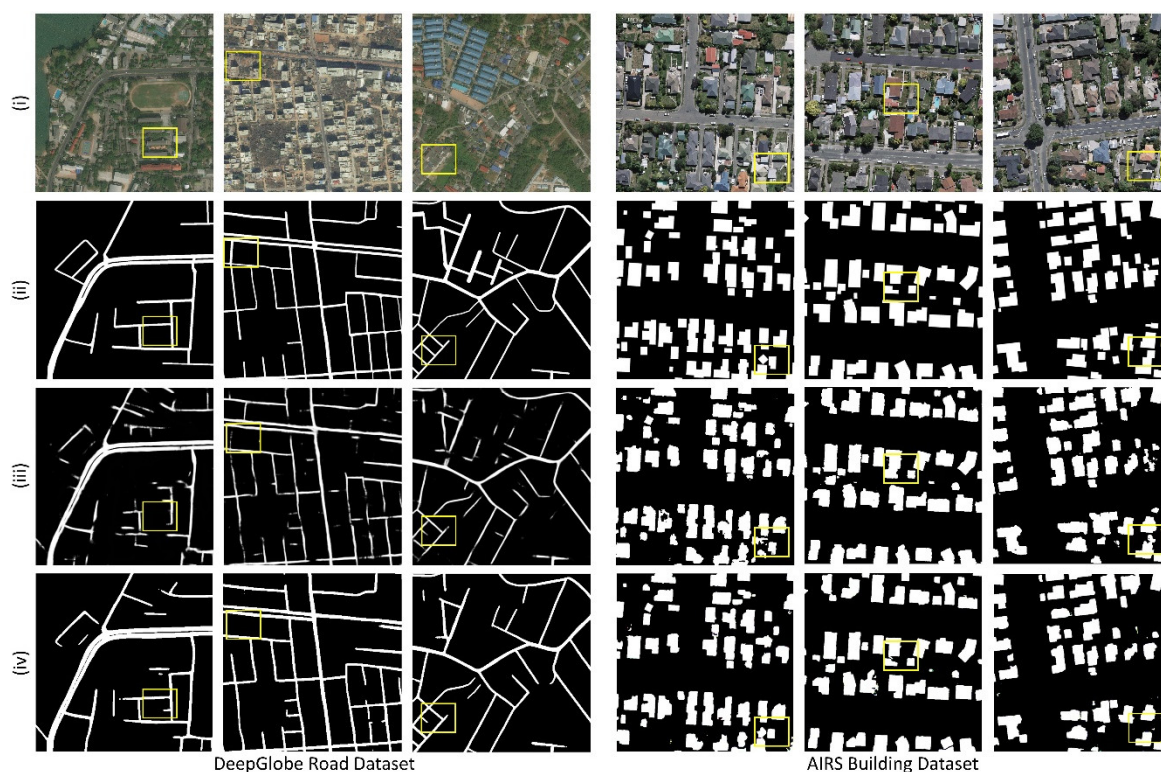 (i)
(ii)
(iii)
(iv)
DeepGlobe Road Dataset
AIRS Building Dataset